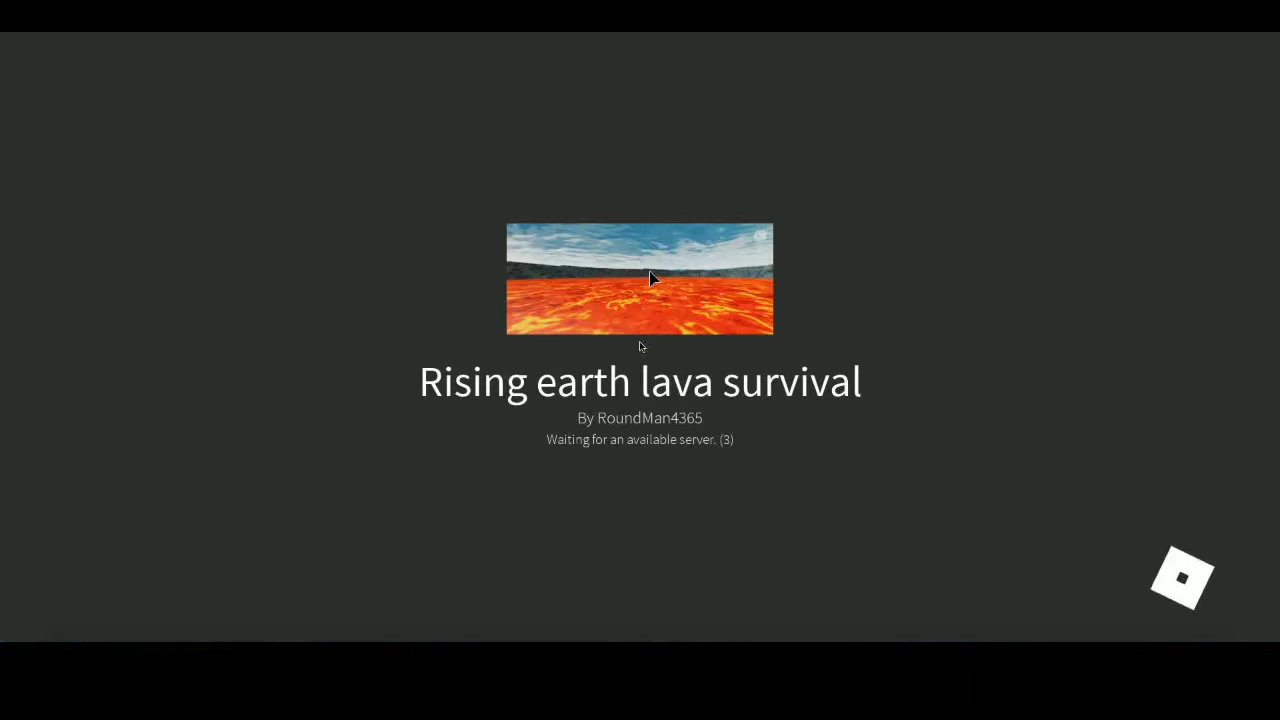 Rising earth lava survival
By RoundMan4365
Waiting for an available server. (3)